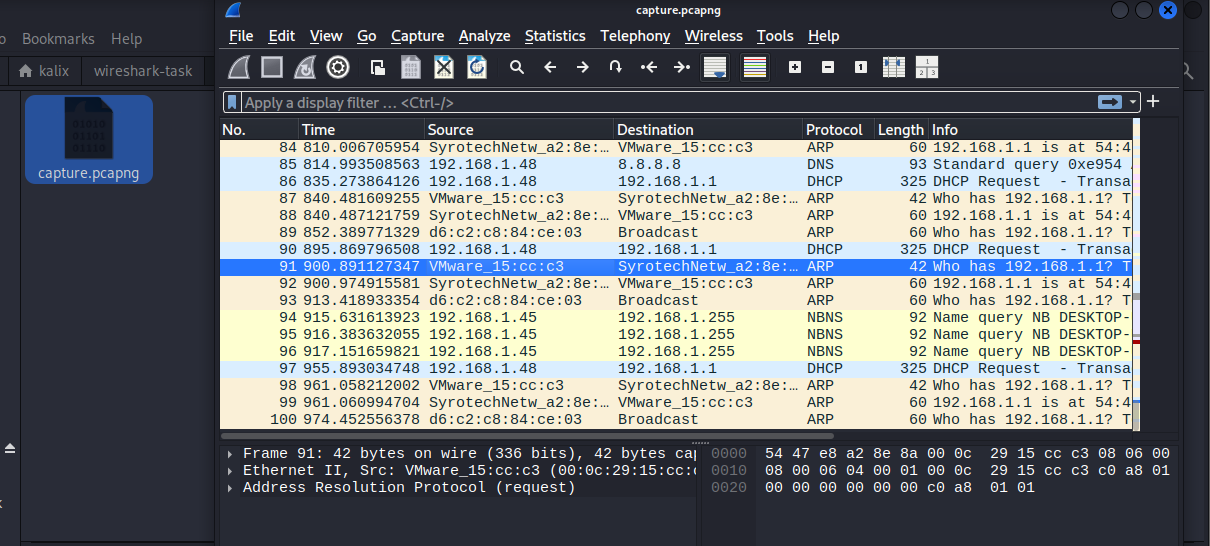 capture.pcapng
Bookmarks Help
kalix wireshark-task
capture.pcapng
File Edit View Go Capture Analyze Statistics Telephony Wireless Tools Help
Apply a display filter ... <Ctrl-/>
No. Time Source Destination Protocol Length Info
84 810.006705954 SyrotechNetw_a2:8e:… VMware_15:cc:c3 ARP 60 192.168.1.1 is at 54:4
85 814.993508563 192.168.1.48 8.8.8.8 DNS 93 Standard query 0xe954
86 835.273864126 192.168.1.48 192.168.1.1 DHCP 325 DHCP Request - Transa
87 840.481609255 VMware_15:cc:c3 SyrotechNetw_a2:8e:… ARP 42 Who has 192.168.1.1? T
88 840.487121759 SyrotechNetw_a2:8e:… VMware_15:cc:c3 ARP 60 192.168.1.1 is at 54:4
89 852.389771329 d6:c2:c8:84:ce:03 Broadcast ARP 60 Who has 192.168.1.1? T
90 895.869796508 192.168.1.48 192.168.1.1 DHCP 325 DHCP Request - Transa
91 900.891127347 VMware_15:cc:c3 SyrotechNetw_a2:8e:… ARP 42 Who has 192.168.1.1? T
92 900.974915581 SyrotechNetw_a2:8e:… VMware_15:cc:c3 ARP 60 192.168.1.1 is at 54:4
93 913.418933354 d6:c2:c8:84:ce:03 Broadcast ARP 60 Who has 192.168.1.1? T
94 915.631613923 192.168.1.45 192.168.1.255 NBNS 92 Name query NB DESKTOP-
95 916.383632055 192.168.1.45 192.168.1.255 NBNS 92 Name query NB DESKTOP-
96 917.151659821 192.168.1.45 192.168.1.255 NBNS 92 Name query NB DESKTOP-
97 955.893034748 192.168.1.48 192.168.1.1 DHCP 325 DHCP Request - Transa
98 961.058212002 VMware_15:cc:c3 SyrotechNetw_a2:8e:… ARP 42 Who has 192.168.1.1? T
99 961.060994704 SyrotechNetw_a2:8e:… VMware_15:cc:c3 ARP 60 192.168.1.1 is at 54:4
100 974.452556378 d6:c2:c8:84:ce:03 Broadcast ARP 60 Who has 192.168.1.1? T
Frame 91: 42 bytes on wire (336 bits), 42 bytes cap
Ethernet II, Src: VMware_15:cc:c3 (00:0c:29:15:cc:c
Address Resolution Protocol (request)
0000 54 47 e8 a2 8e 8a 00 0c 29 15 cc c3 08 06 00
0010 08 00 06 04 00 01 00 0c 29 15 cc c3 c0 a8 01
0020 00 00 00 00 00 00 c0 a8 01 01